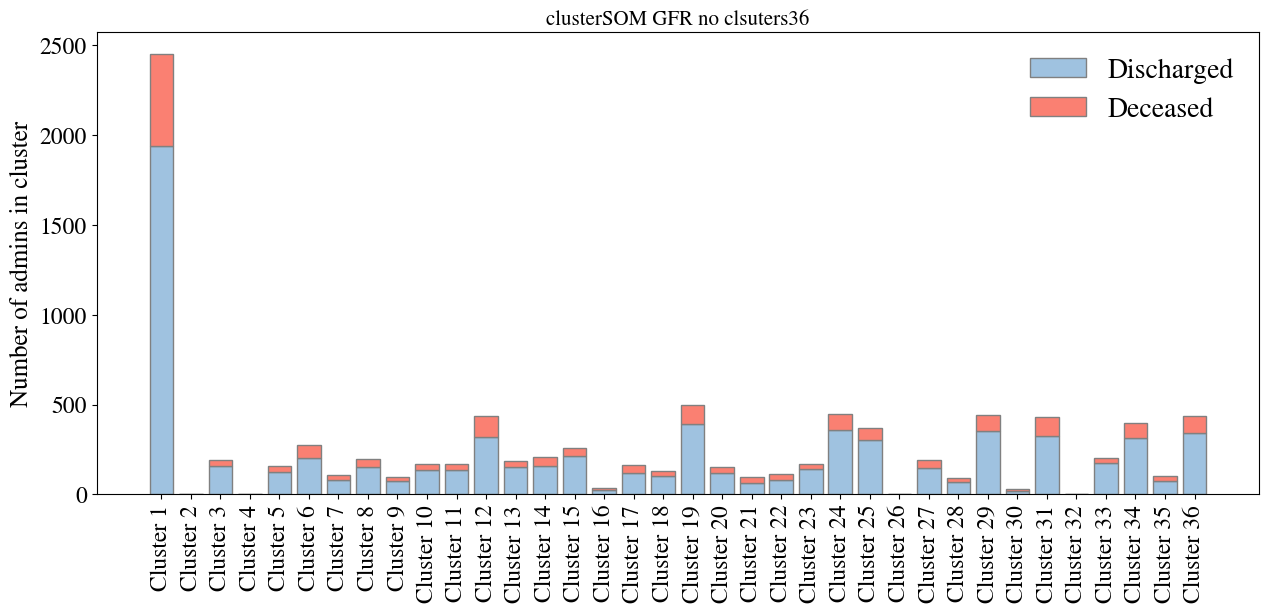 clusterSOM GFR no clsuters36
Number of admins in cluster
2500
2000
1500
1000
500
0
Discharged
Deceased
Cluster 1
Cluster 2
Cluster 3
Cluster 4
Cluster 5
Cluster 6
Cluster 7
Cluster 8
Cluster 9
Cluster 10
Cluster 11
Cluster 12
Cluster 13
Cluster 14
Cluster 15
Cluster 16
Cluster 17
Cluster 18
Cluster 19
Cluster 20
Cluster 21
Cluster 22
Cluster 23
Cluster 24
Cluster 25
Cluster 26
Cluster 27
Cluster 28
Cluster 29
Cluster 30
Cluster 31
Cluster 32
Cluster 33
Cluster 34
Cluster 35
Cluster 36